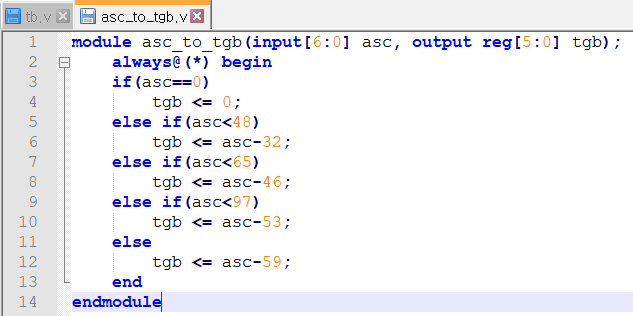 tb.v asc_to_tgb.v
1 module asc_to_tgb(input[6:0] asc, output reg[5:0] tgb);
2 always@(*) begin
3 if(asc==0)
4 tgb <= 0;
5 else if(asc<48)
6 tgb <= asc-32;
7 else if(asc<65)
8 tgb <= asc-46;
9 else if(asc<97)
10 tgb <= asc-53;
11 else
12 tgb <= asc-59;
13 end
14 endmodule